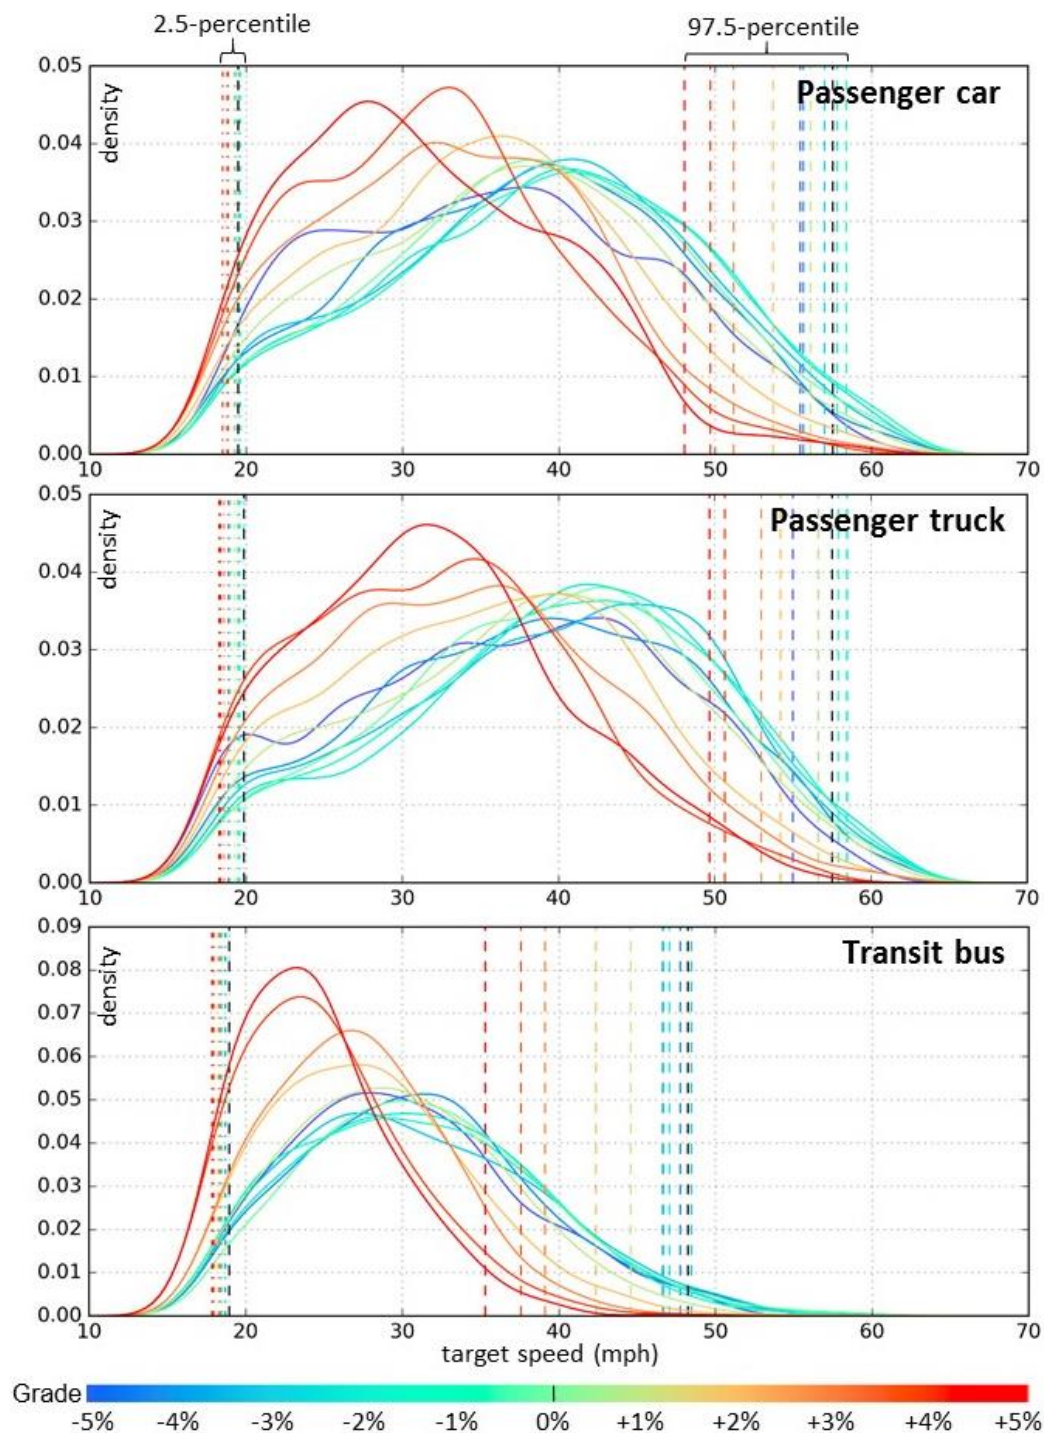 2.5-percentile 97.5-percentile
0.05
density
Passenger car
0.04
0.03
0.02
0.01
0.00
10 20 30 40 50 60 70
0.05
density
Passenger truck
0.04
0.03
0.02
0.01
0.00
10 20 30 40 50 60 70
0.09
density
Transit bus
0.08
0.07
0.06
0.05
0.04
0.03
0.02
0.01
0.00
10 20 30 40 50 60 70
target speed (mph)
Grade
-5% -4% -3% -2% -1% 0% +1% +2% +3% +4% +5%